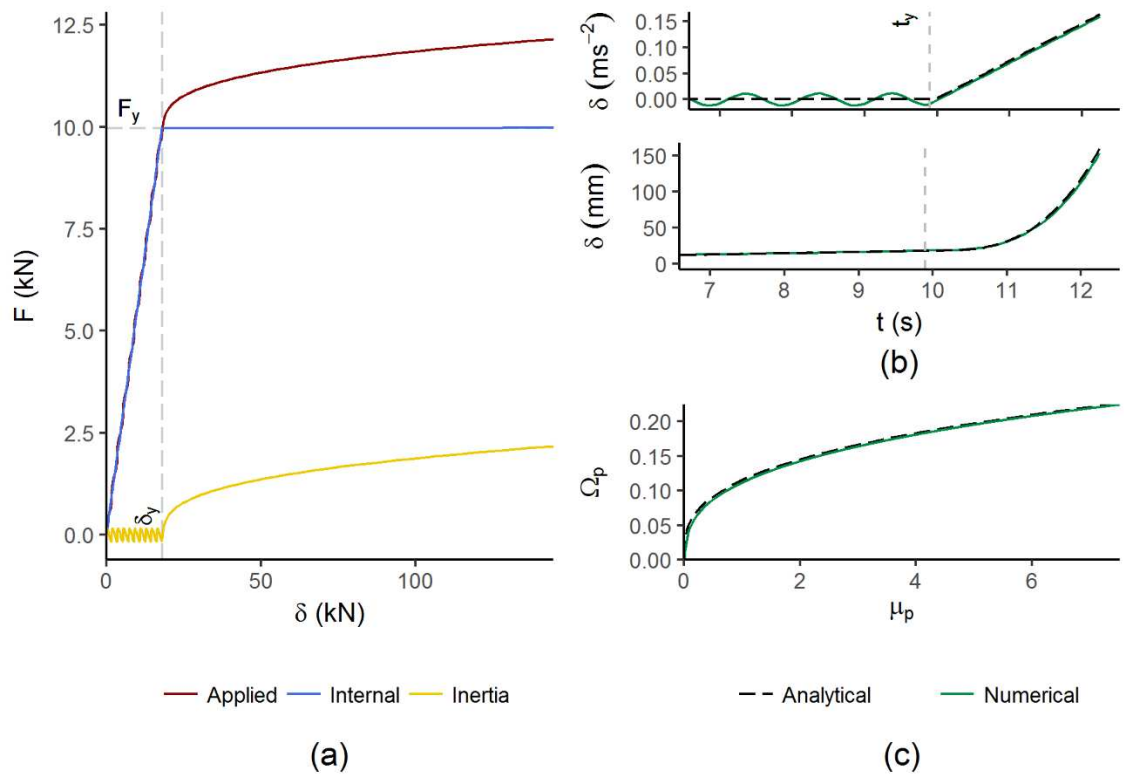 12.5
10.0
7.5
5.0
2.5
0.0
F (kN)
F_y
δ_y
0 50 100
δ (kN)
Applied Internal Inertia
(a)
0.15
0.10
0.05
0.00
δ (ms⁻²)
t_y
150
100
50
0
δ (mm)
7 8 9 10 11 12
t (s)
(b)
0.20
0.15
0.10
0.05
0.00
Ω_p
0 2 4 6
μ_p
Analytical Numerical
(c)